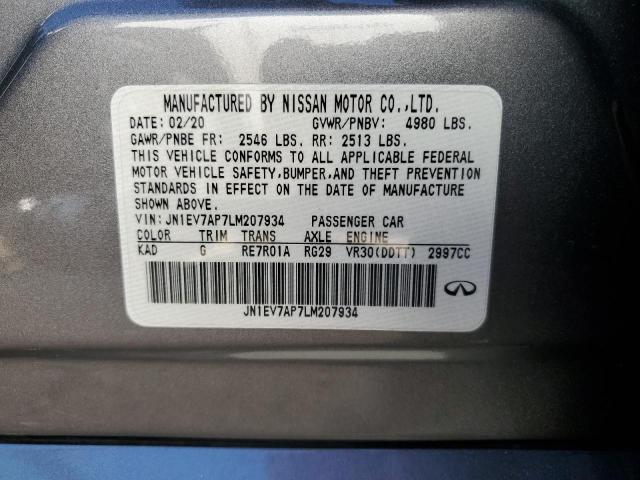 MANUFACTURED BY NISSAN MOTOR CO.,LTD.
DATE: 02/20 GVWR/PNBV: 4980 LBS.
GAWR/PNBE FR: 2546 LBS. RR: 2513 LBS.
THIS VEHICLE CONFORMS TO ALL APPLICABLE FEDERAL
MOTOR VEHICLE SAFETY,BUMPER,AND THEFT PREVENTION
STANDARDS IN EFFECT ON THE DATE OF MANUFACTURE
SHOWN ABOVE.
VIN: JN1EV7AP7LM207934 PASSENGER CAR
COLOR TRIM TRANS AXLE ENGINE
KAD G RE7R01A RG29 VR30(DDTT) 2997CC
JN1EV7AP7LM207934